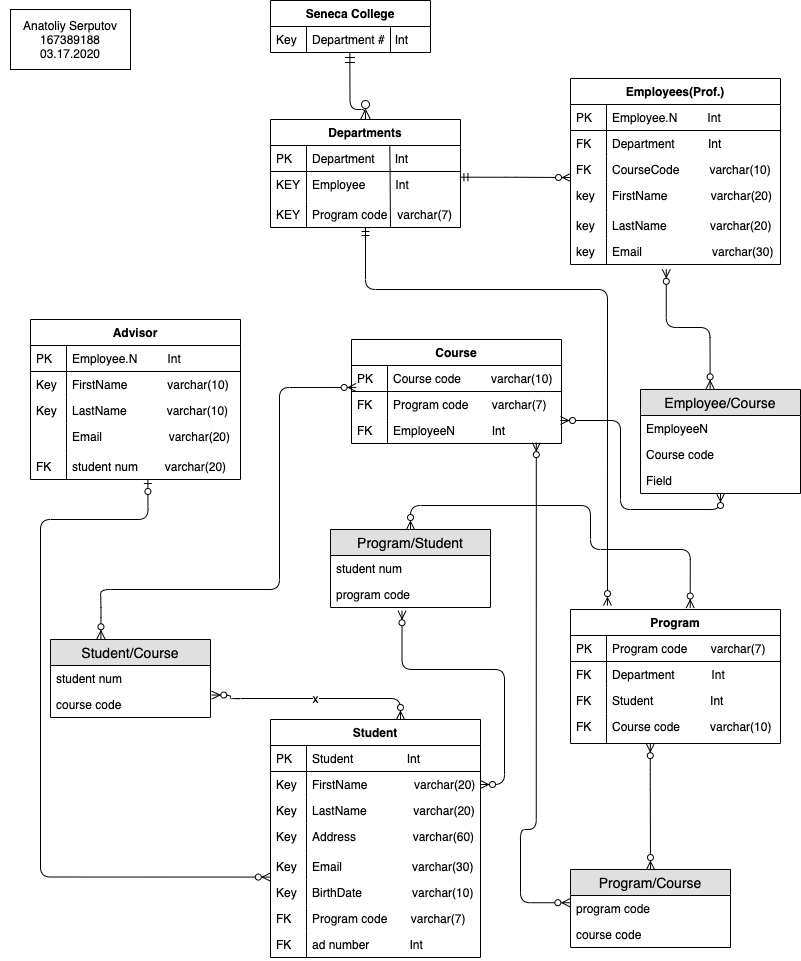 Anatoliy Serputov
167389188
03.17.2020
Seneca College
Key Department # Int
Departments
PK Department Int
KEY Employee Int
KEY Program code varchar(7)
Employees(Prof.)
PK Employee.N Int
FK Department Int
FK CourseCode varchar(10)
key FirstName varchar(20)
key LastName varchar(20)
key Email varchar(30)
Advisor
PK Employee.N Int
Key FirstName varchar(10)
Key LastName varchar(10)
Email varchar(20)
FK student num varchar(20)
Course
PK Course code varchar(10)
FK Program code varchar(7)
FK EmployeeN Int
Employee/Course
EmployeeN
Course code
Field
Program/Student
student num
program code
Program
PK Program code varchar(7)
FK Department Int
FK Student Int
FK Course code varchar(10)
Student/Course
student num
course code
x
Student
PK Student Int
Key FirstName varchar(20)
Key LastName varchar(20)
Key Address varchar(60)
Key Email varchar(30)
Key BirthDate varchar(10)
FK Program code varchar(7)
FK ad number Int
Program/Course
program code
course code